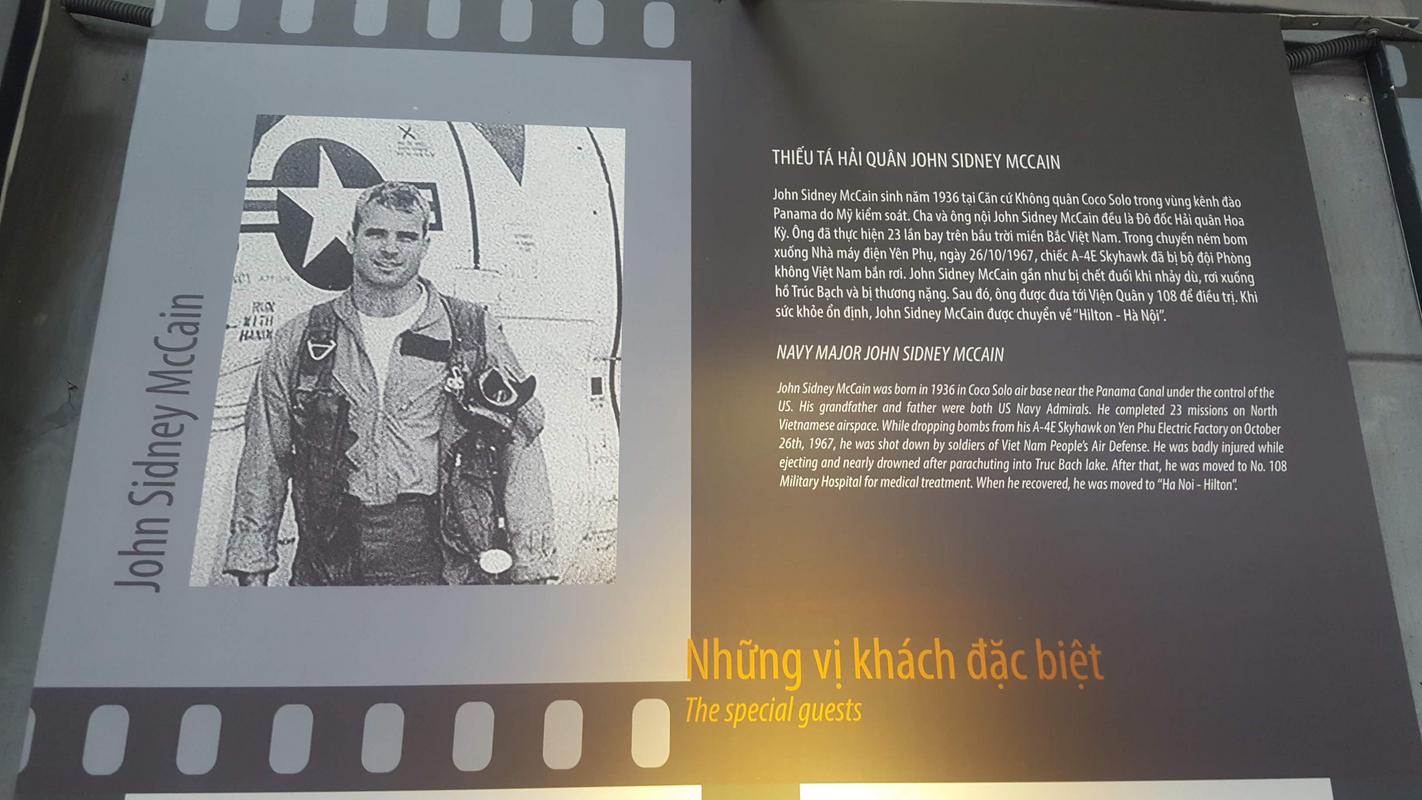 John Sidney McCain
THIẾU TÁ HẢI QUÂN JOHN SIDNEY MCCAIN
John Sidney McCain sinh năm 1936 tại Căn cứ Không quân Coco Solo trong vùng kênh đào
Panama do Mỹ kiểm soát. Cha và ông nội John Sidney McCain đều là Đô đốc Hải quân Hoa
Kỳ. Ông đã thực hiện 23 lần bay trên bầu trời miền Bắc Việt Nam. Trong chuyến ném bom
xuống Nhà máy điện Yên Phụ, ngày 26/10/1967, chiếc A-4E Skyhawk đã bị bộ đội Phòng
không Việt Nam bắn rơi. John Sidney McCain gần như bị chết đuối khi nhảy dù, rơi xuống
hồ Trúc Bạch và bị thương nặng. Sau đó, ông được đưa tới Viện Quân y 108 để điều trị. Khi
sức khỏe ổn định, John Sidney McCain được chuyển về "Hilton - Hà Nội".
NAVY MAJOR JOHN SIDNEY MCCAIN
John Sidney McCain was born in 1936 in Coco Solo air base near the Panama Canal under the control of the
US. His grandfather and father were both US Navy Admirals. He completed 23 missions on North
Vietnamese airspace. While dropping bombs from his A-4E Skyhawk on Yen Phu Electric Factory on October
26th, 1967, he was shot down by soldiers of Viet Nam People's Air Defense. He was badly injured while
ejecting and nearly drowned after parachuting into Truc Bach lake. After that, he was moved to No. 108
Military Hospital for medical treatment. When he recovered, he was moved to "Ha Noi - Hilton".
Những vị khách đặc biệt
The special guests